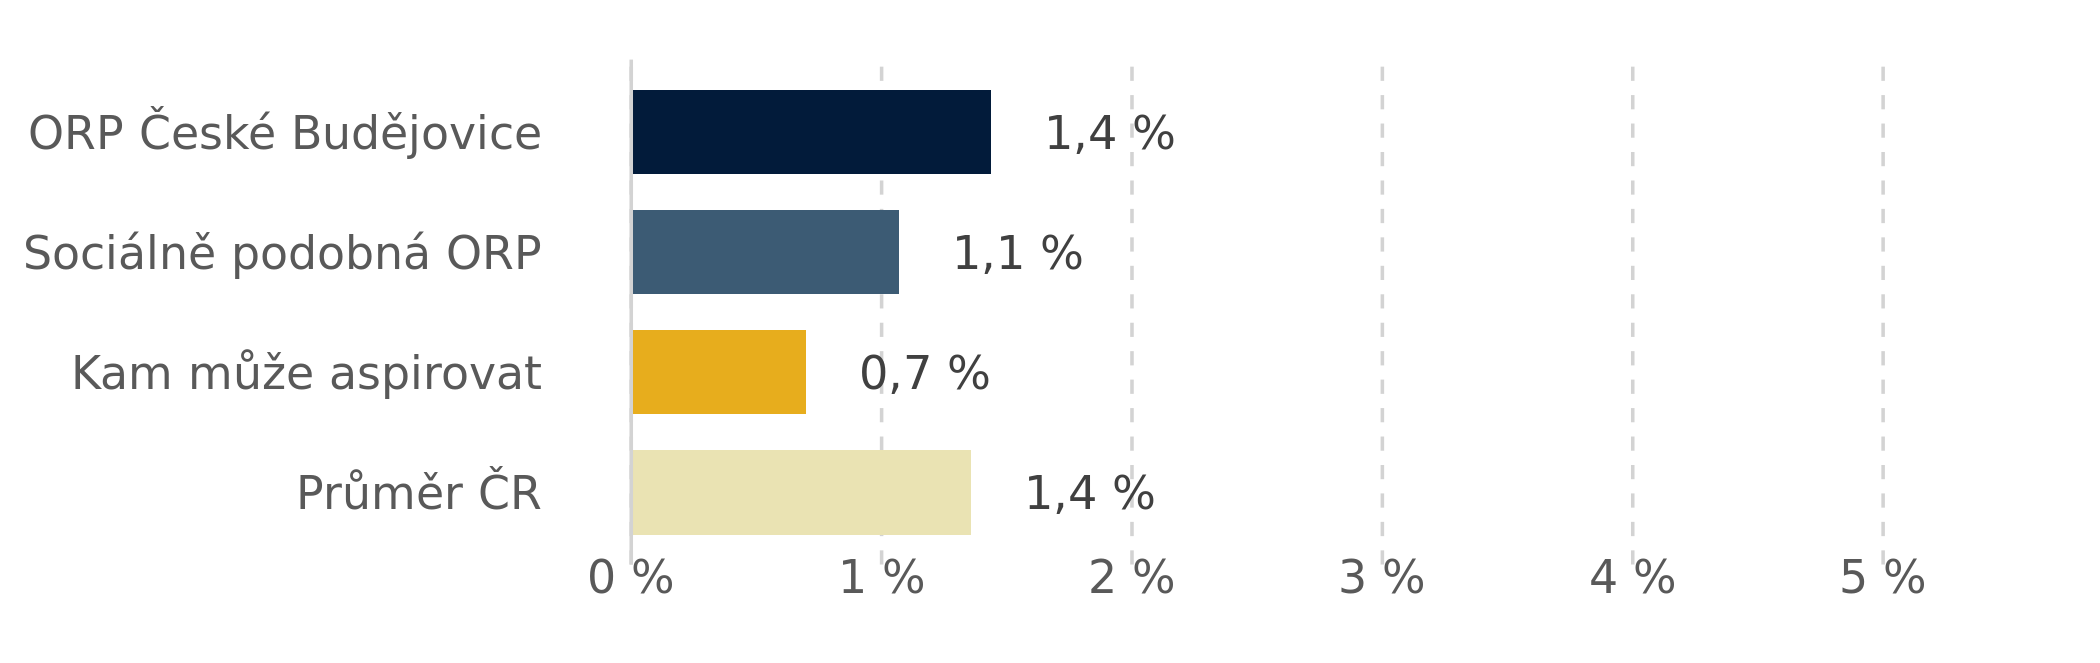 ORP České Budějovice 1,4 %
Sociálně podobná ORP 1,1 %
Kam může aspirovat 0,7 %
Průměr ČR 1,4 %
0 % 1 % 2 % 3 % 4 % 5 %